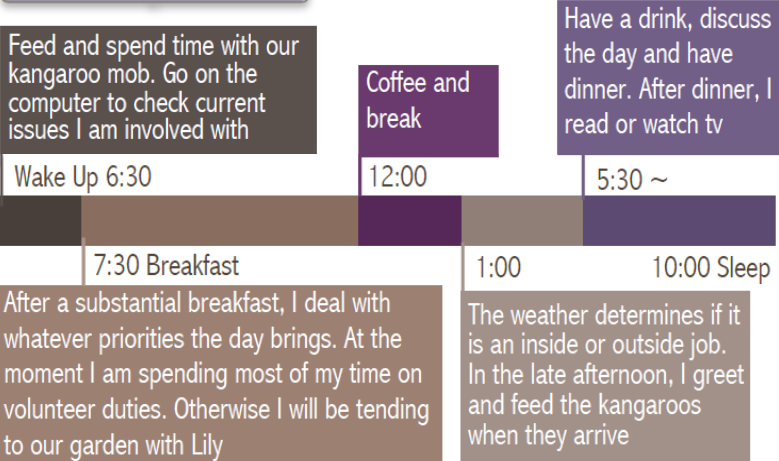 Feed and spend time with our
kangaroo mob. Go on the
computer to check current
issues I am involved with
Coffee and
break
Have a drink, discuss
the day and have
dinner. After dinner, I
read or watch tv
Wake Up 6:30
12:00
5:30 ~
7:30 Breakfast
1:00
10:00 Sleep
After a substantial breakfast, I deal with
whatever priorities the day brings. At the
moment I am spending most of my time on
volunteer duties. Otherwise I will be tending
to our garden with Lily
The weather determines if it
is an inside or outside job.
In the late afternoon, I greet
and feed the kangaroos
when they arrive